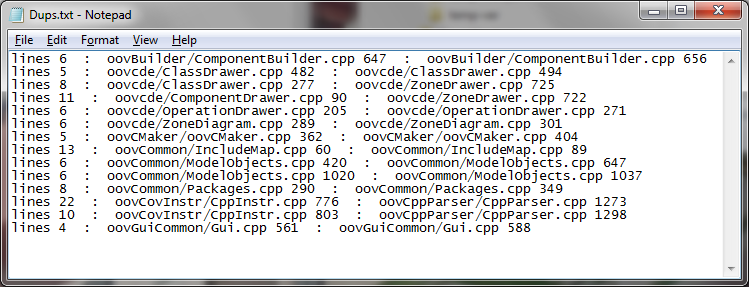 Dups.txt - Notepad
File Edit Format View Help
lines 6 : oovBuilder/ComponentBuilder.cpp 647 : oovBuilder/ComponentBuilder.cpp 656
lines 5 : oovcde/ClassDrawer.cpp 482 : oovcde/ClassDrawer.cpp 494
lines 8 : oovcde/ClassDrawer.cpp 277 : oovcde/ZoneDrawer.cpp 725
lines 11 : oovcde/ComponentDrawer.cpp 90 : oovcde/ZoneDrawer.cpp 722
lines 6 : oovcde/OperationDrawer.cpp 205 : oovcde/OperationDrawer.cpp 271
lines 6 : oovcde/ZoneDiagram.cpp 289 : oovcde/ZoneDiagram.cpp 301
lines 5 : oovCMaker/oovCMaker.cpp 362 : oovCMaker/oovCMaker.cpp 404
lines 13 : oovCommon/IncludeMap.cpp 60 : oovCommon/IncludeMap.cpp 89
lines 6 : oovCommon/ModelObjects.cpp 420 : oovCommon/ModelObjects.cpp 647
lines 6 : oovCommon/ModelObjects.cpp 1020 : oovCommon/ModelObjects.cpp 1037
lines 8 : oovCommon/Packages.cpp 290 : oovCommon/Packages.cpp 349
lines 22 : oovCovInstr/CppInstr.cpp 776 : oovCppParser/CppParser.cpp 1273
lines 10 : oovCovInstr/CppInstr.cpp 803 : oovCppParser/CppParser.cpp 1298
lines 4 : oovGuiCommon/Gui.cpp 561 : oovGuiCommon/Gui.cpp 588